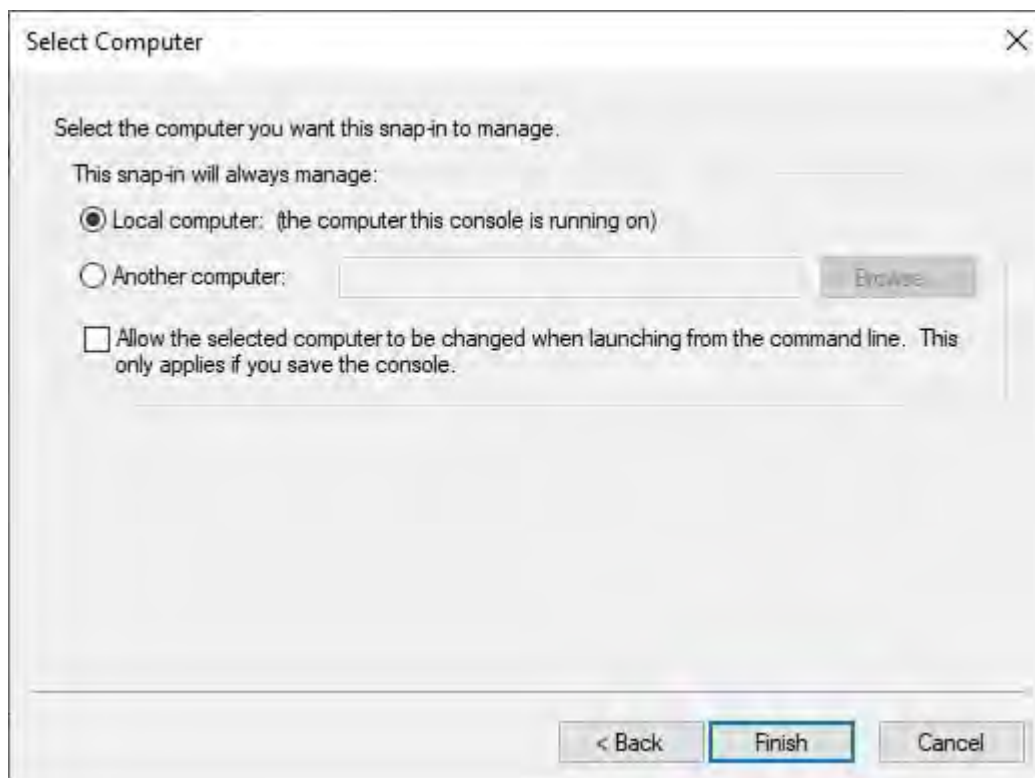 Select Computer
Select the computer you want this snap-in to manage.
This snap-in will always manage:
Local computer: (the computer this console is running on)
Another computer:
Browse...
Allow the selected computer to be changed when launching from the command line. This
only applies if you save the console.
< Back
Finish
Cancel